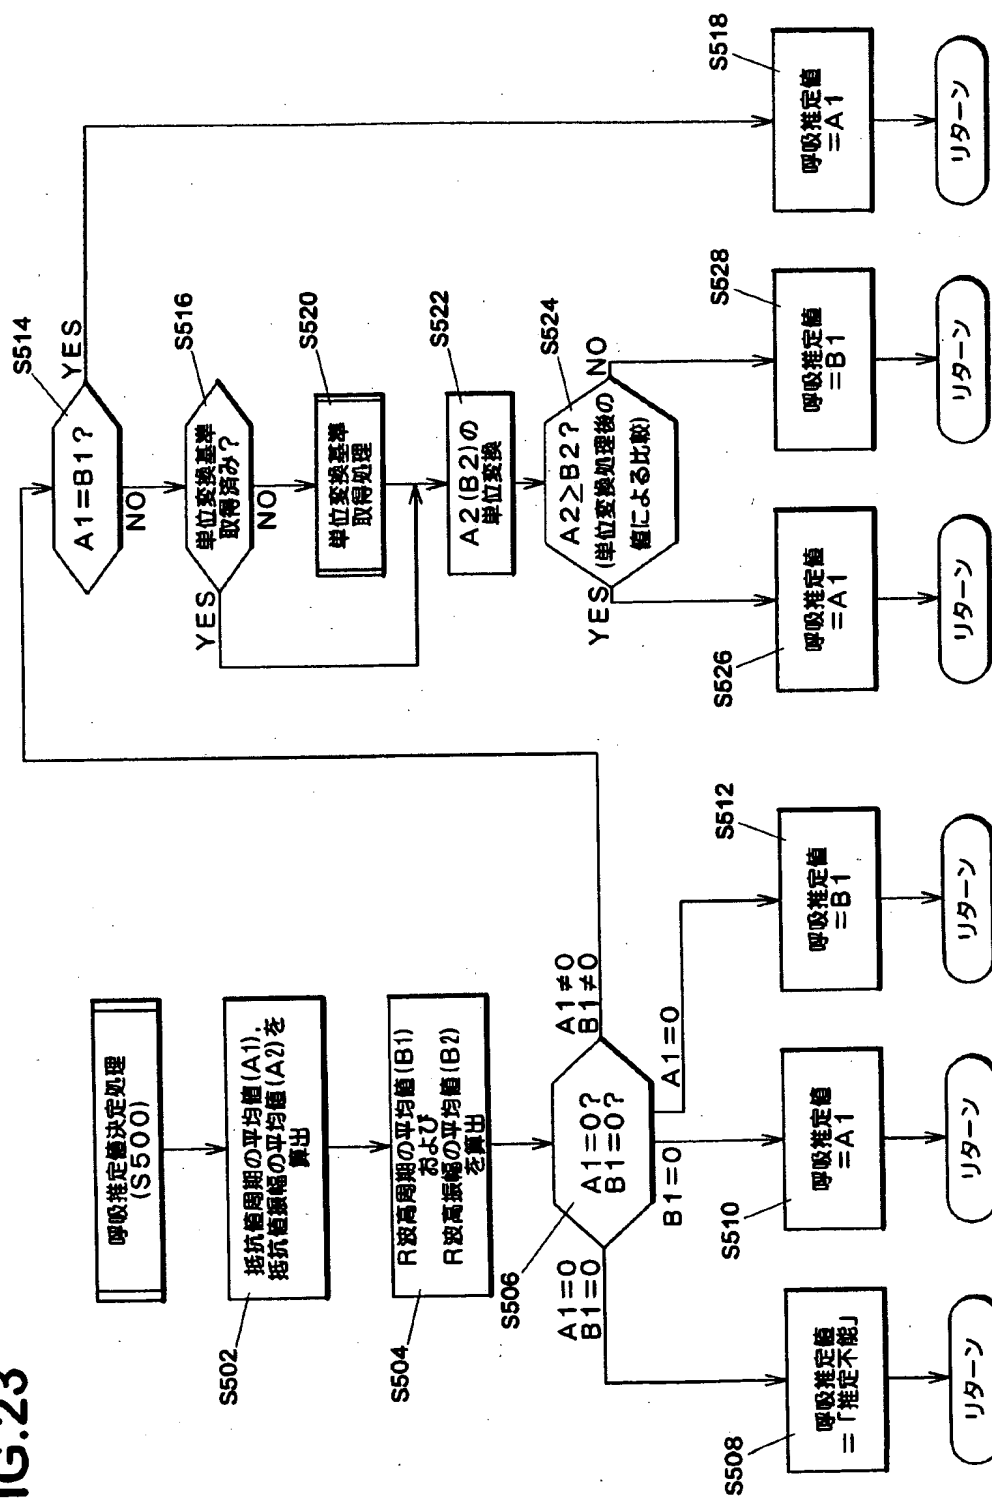 IG.23
呼吸推定値決定処理
(S500)
S502
抵抗値周期の平均値(A1),
抵抗値振幅の平均値(A2)を
算出
S504
R波高周期の平均値(B1)
および
R波高振幅の平均値(B2)
を算出
S506
A1=0?
B1=0?
A1=0
B1=0
B1=0
A1=0
A1≠0
B1≠0
S508
呼吸推定値
=「推定不能」
リターン
S510
呼吸推定値
=A1
リターン
S512
呼吸推定値
=B1
リターン
S514
A1=B1?
YES
NO
S516
単位変換基準
取得済み?
YES
NO
S520
単位変換基準
取得処理
S522
A2(B2)の
単位変換
S524
A2≥B2?
(単位変換処理後の
値による比較)
YES
NO
S526
呼吸推定値
=A1
リターン
S528
呼吸推定値
=B1
リターン
S518
呼吸推定値
=A1
リターン